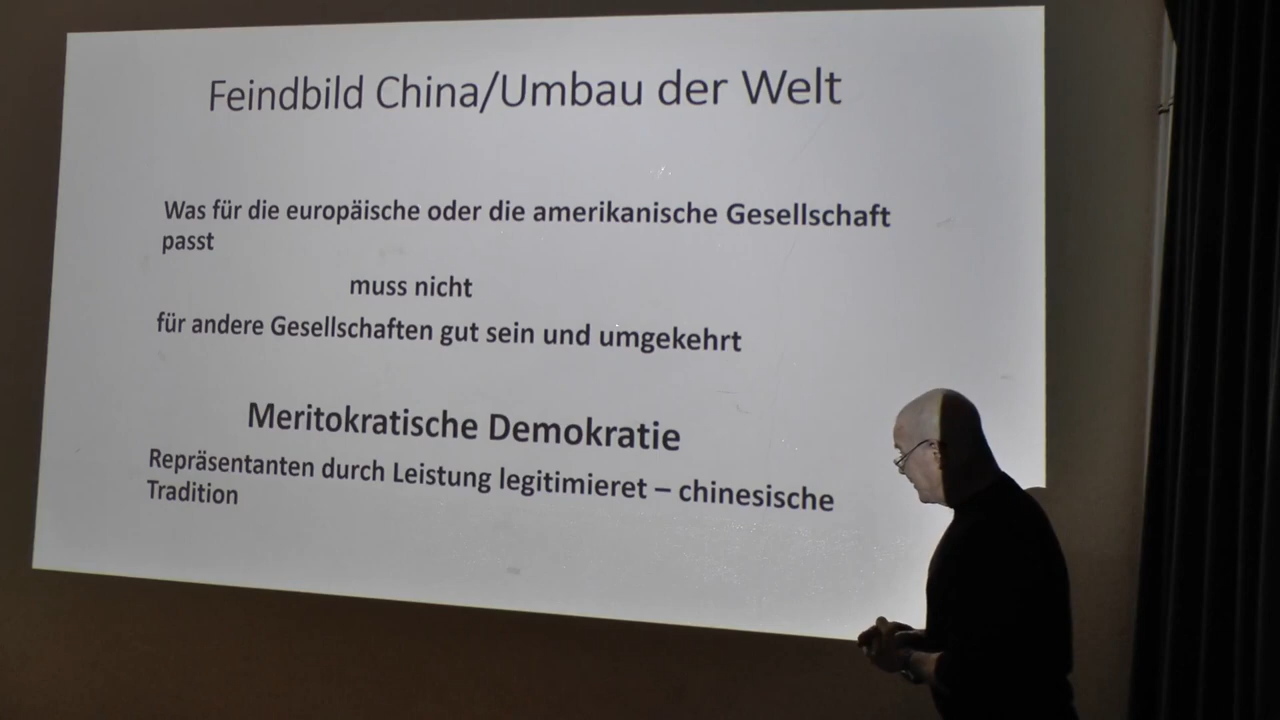 Feindbild China/Umbau der Welt
Was für die europäische oder die amerikanische Gesellschaft
passt
muss nicht
für andere Gesellschaften gut sein und umgekehrt
Meritokratische Demokratie
Repräsentanten durch Leistung legitimieret – chinesische
Tradition